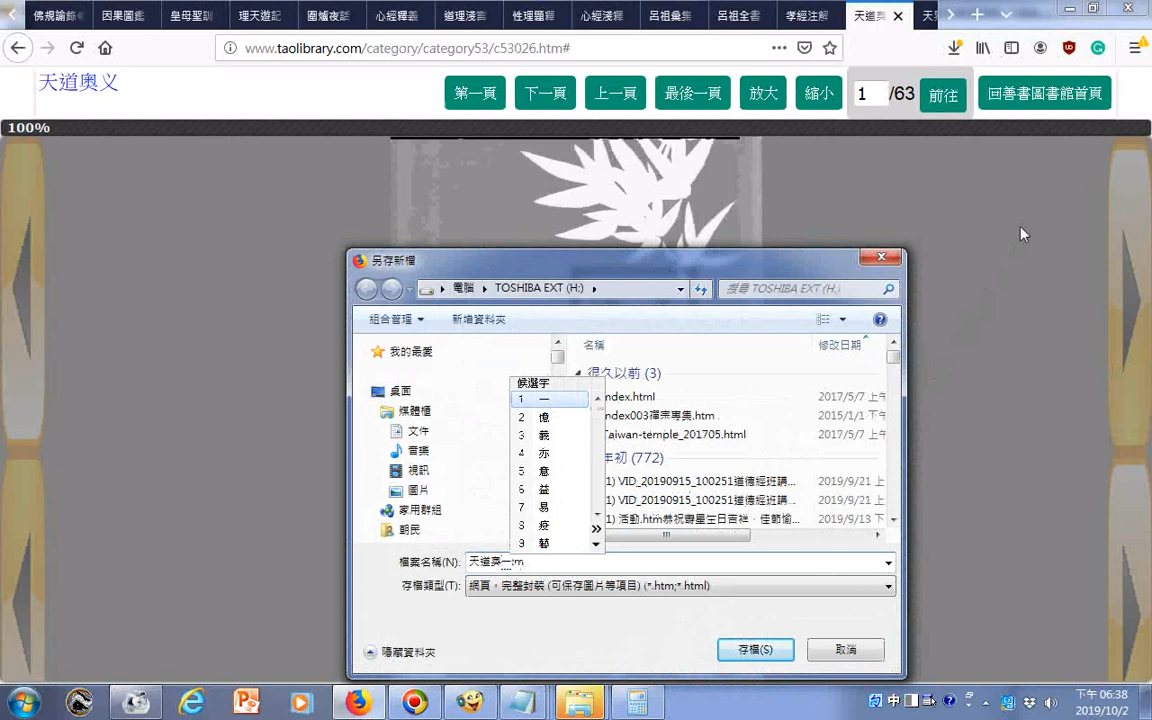 佛規諭錄
因果圖鑑
皇母聖訓
理天遊記
圍爐夜話
心經釋義
道理淺言
性理題釋
心經淺釋
呂祖彙集
呂祖全書
孝經注解
天道奧
www.taolibrary.com/category/category53/c53026.htm#
天道奥义
第一頁
下一頁
上一頁
最後一頁
放大
縮小
1 /63
前往
回善書圖書館首頁
100%
另存新檔
電腦 TOSHIBA EXT (H:)
搜尋 TOSHIBA EXT (H:)
組合管理
新增資料夾
我的最愛
桌面
媒體櫃
文件
音樂
視訊
圖片
家用群組
朝民
名稱
修改日期
很久以前 (3)
ndex.html 2017/5/7 上午
ndex003禪宗專集.htm 2015/1/1 下午
Taiwan-temple_201705.html 2017/5/7 上午
年初 (772)
1) VID_20190915_100251道德經班講... 2019/9/21 上
1) VID_20190915_100251道德經班講... 2019/9/21 上
1) 活動.htm恭祝壽星生日吉祥、佳節愉... 2019/9/13 下
候選字
1 一
2 憶
3 義
4 亦
5 意
6 益
7 易
8 疫
9 藝
檔案名稱(N): 天道奧一:m
存檔類型(T): 網頁，完整封裝 (可保存圖片等項目) (*.htm;*.html)
隱藏資料夾
存檔(S)
取消
中
下午 06:38
2019/10/2